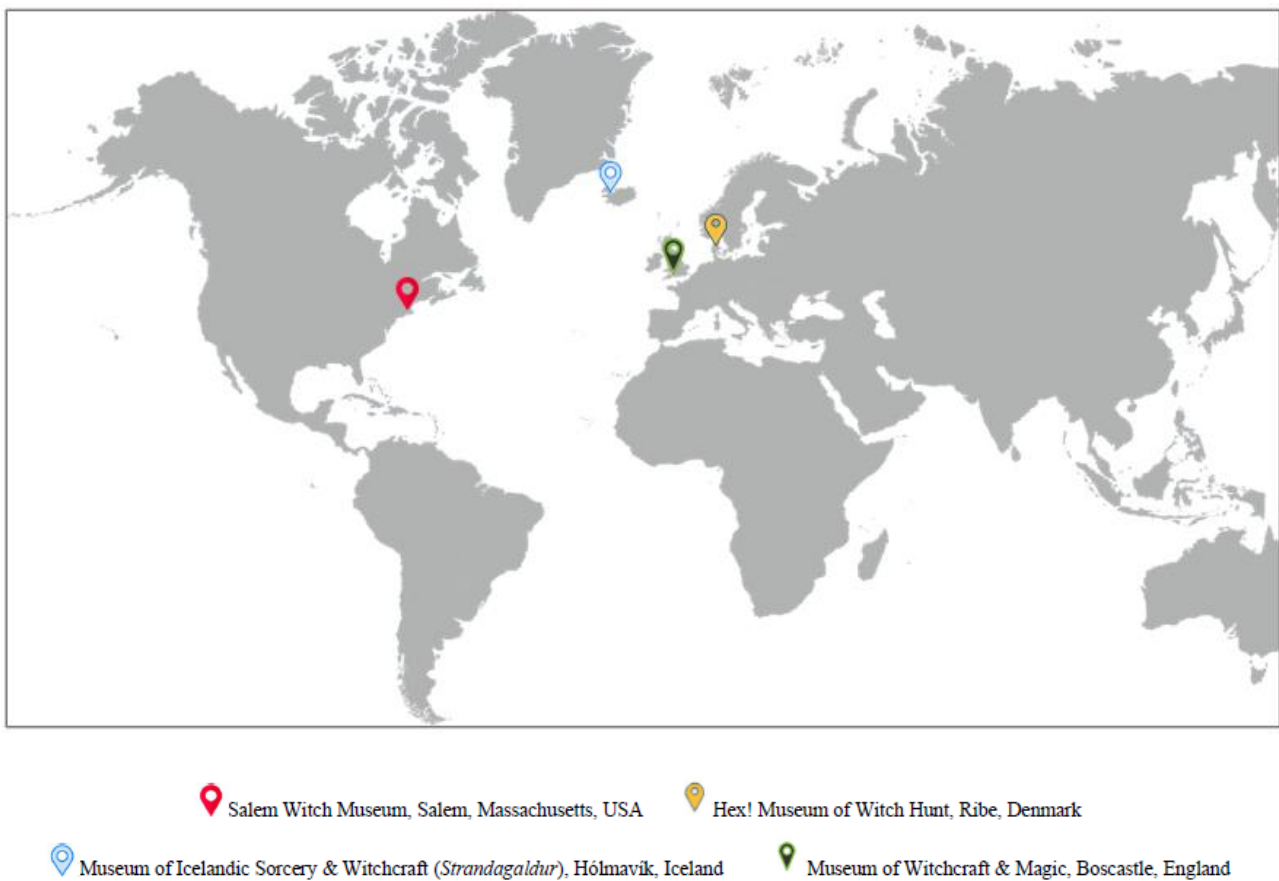 Salem Witch Museum, Salem, Massachusetts, USA
Hex! Museum of Witch Hunt, Ribe, Denmark
Museum of Icelandic Sorcery & Witchcraft (Strandagaldur), Hólmavík, Iceland
Museum of Witchcraft & Magic, Boscastle, England